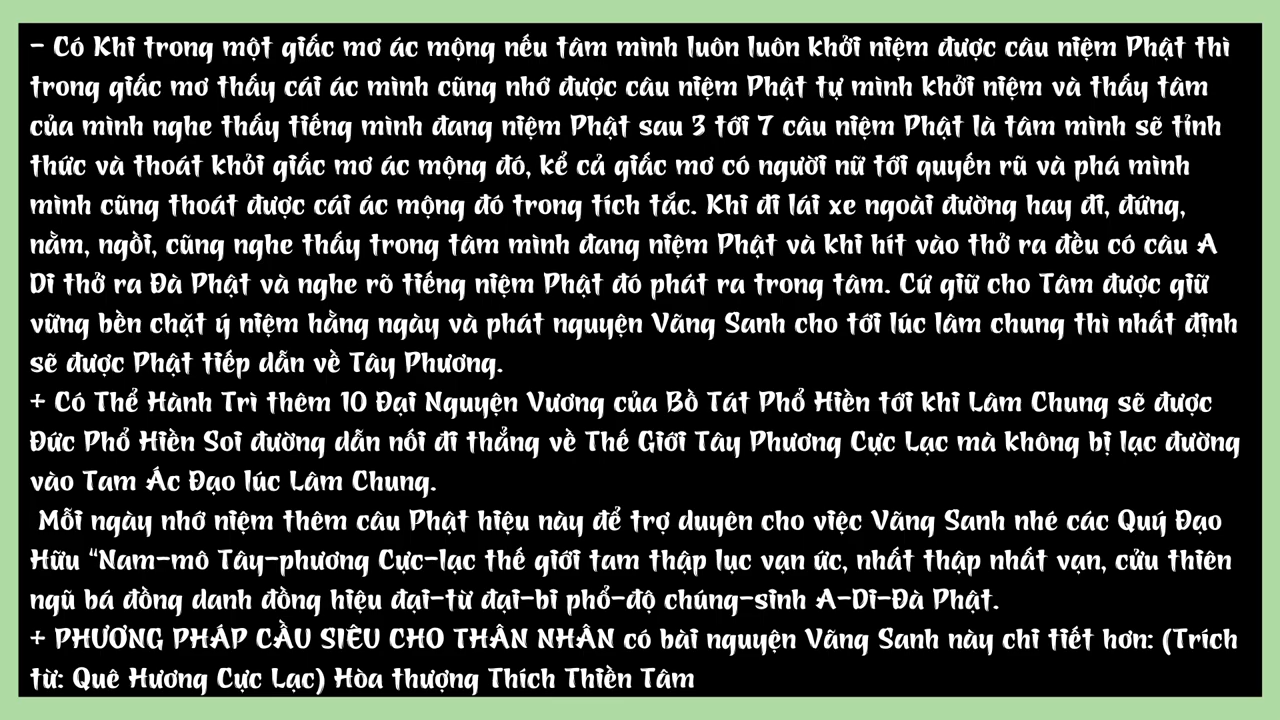 - Có Khi trong một giấc mơ ác mộng nếu tâm mình luôn luôn khởi niệm được câu niệm Phật thì
trong giấc mơ thấy cái ác mình cũng nhớ được câu niệm Phật tự mình khởi niệm và thấy tâm
của mình nghe thấy tiếng mình đang niệm Phật sau 3 tới 7 câu niệm Phật là tâm mình sẽ tỉnh
thức và thoát khỏi giấc mơ ác mộng đó, kể cả giấc mơ có người nữ tới quyến rũ và phá mình
mình cũng thoát được cái ác mộng đó trong tích tắc. Khi đi lái xe ngoài đường hay đi, đứng,
nằm, ngồi, cũng nghe thấy trong tâm mình đang niệm Phật và khi hít vào thở ra đều có câu A
Di thở ra Đà Phật và nghe rõ tiếng niệm Phật đó phát ra trong tâm. Cứ giữ cho Tâm được giữ
vững bền chặt ý niệm hằng ngày và phát nguyện Vãng Sanh cho tới lúc lâm chung thì nhất định
sẽ được Phật tiếp dẫn về Tây Phương.
+ Có Thể Hành Trì thêm 10 Đại Nguyện Vương của Bồ Tát Phổ Hiền tới khi Lâm Chung sẽ được
Đức Phổ Hiền Soi đường dẫn nối đi thẳng về Thế Giới Tây Phương Cực Lạc mà không bị lạc đường
vào Tam Ác Đạo lúc Lâm Chung.
Mỗi ngày nhớ niệm thêm câu Phật hiệu này để trợ duyên cho việc Vãng Sanh nhé các Quý Đạo
Hữu “Nam-mô Tây-phương Cực-lạc thế giới tam thập lục vạn ức, nhất thập nhất vạn, cửu thiên
ngũ bá đồng danh đồng hiệu đại-từ đại-bi phổ-độ chúng-sinh A-Di-Đà Phật.
+ PHƯƠNG PHÁP CẦU SIÊU CHO THÂN NHÂN có bài nguyện Vãng Sanh này chi tiết hơn: (Trích
từ: Quê Hương Cực Lạc) Hòa thượng Thích Thiền Tâm